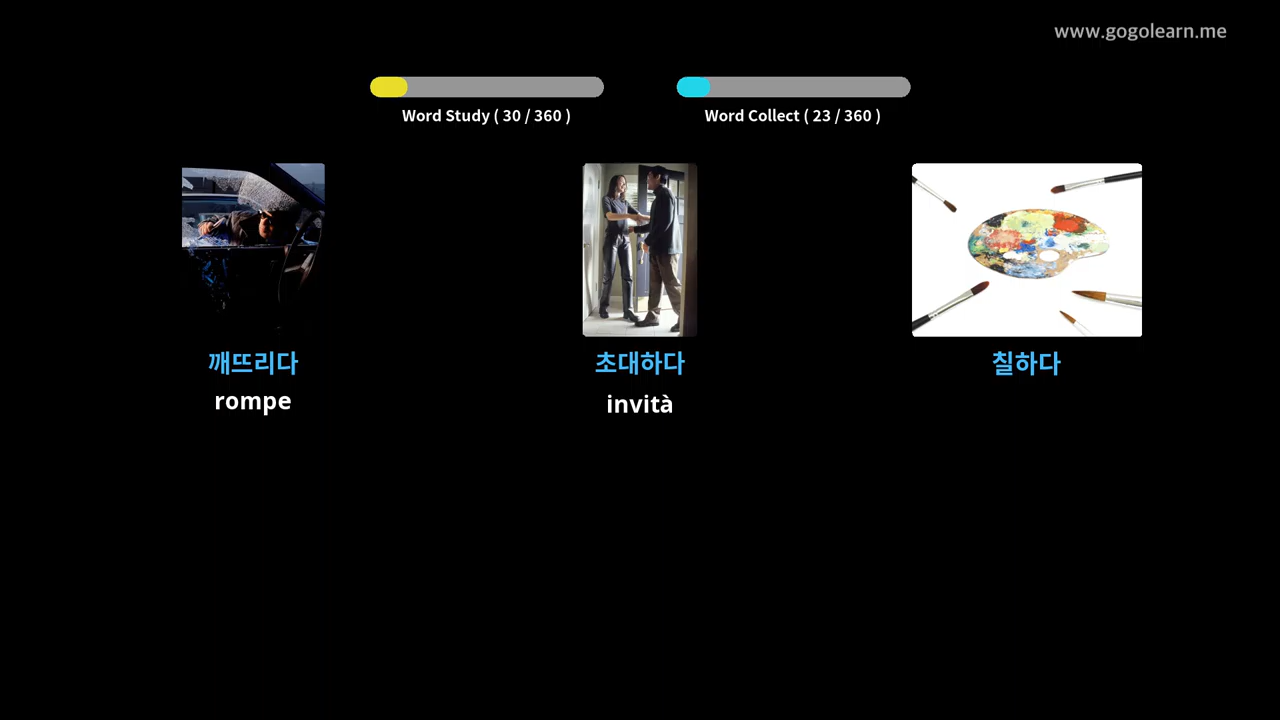 www.gogolearn.me
Word Study ( 30 / 360 )
Word Collect ( 23 / 360 )
깨뜨리다
초대하다
칠하다
rompe
invità